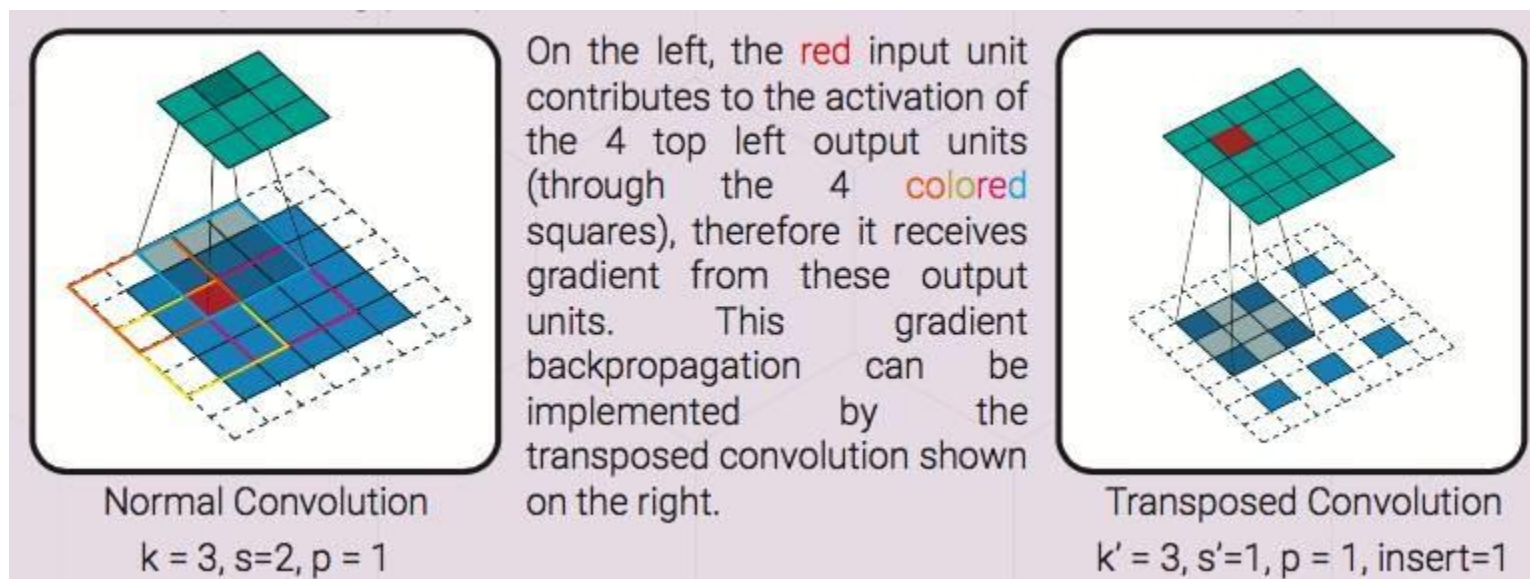 On the left, the red input unit
contributes to the activation of
the 4 top left output units
(through the 4 colored
squares), therefore it receives
gradient from these output
units. This gradient
backpropagation can be
implemented by the
transposed convolution shown
on the right.
Normal Convolution
k = 3, s=2, p = 1
Transposed Convolution
k' = 3, s'=1, p = 1, insert=1